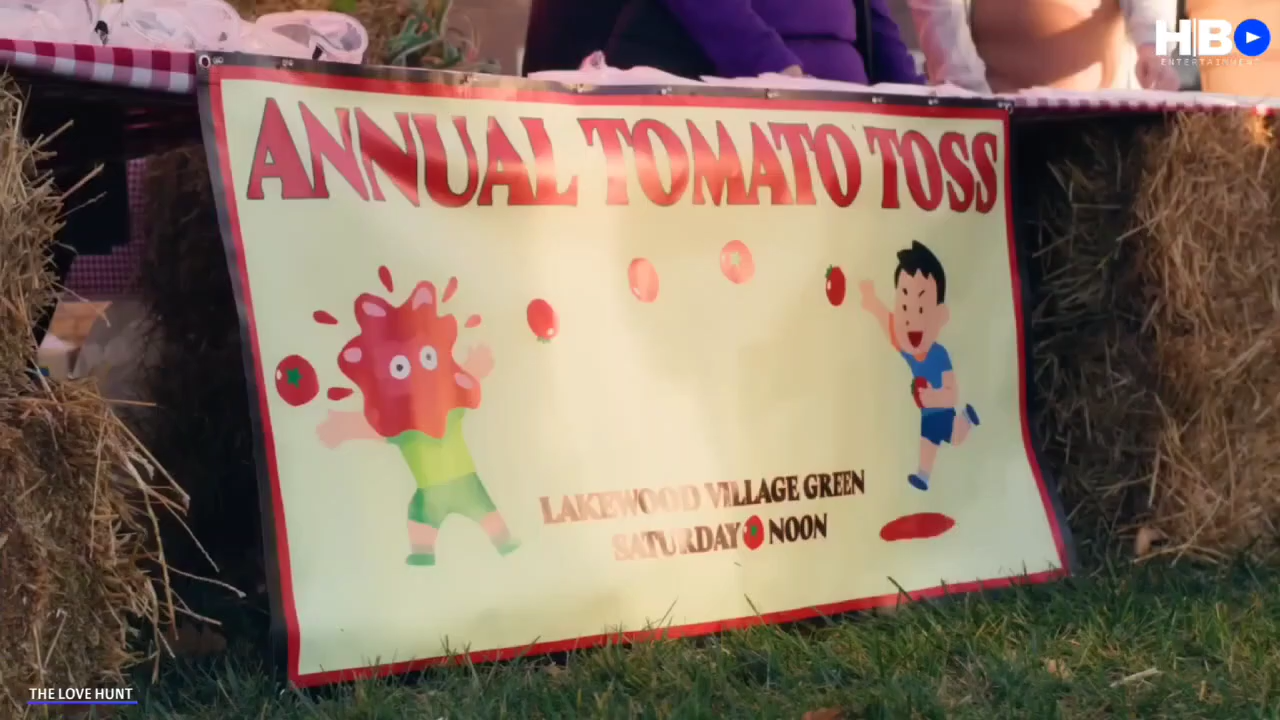 HBO
ENTERTAINMENT
ANNUAL TOMATO TOSS
LAKEWOOD VILLAGE GREEN
SATURDAY NOON
THE LOVE HUNT